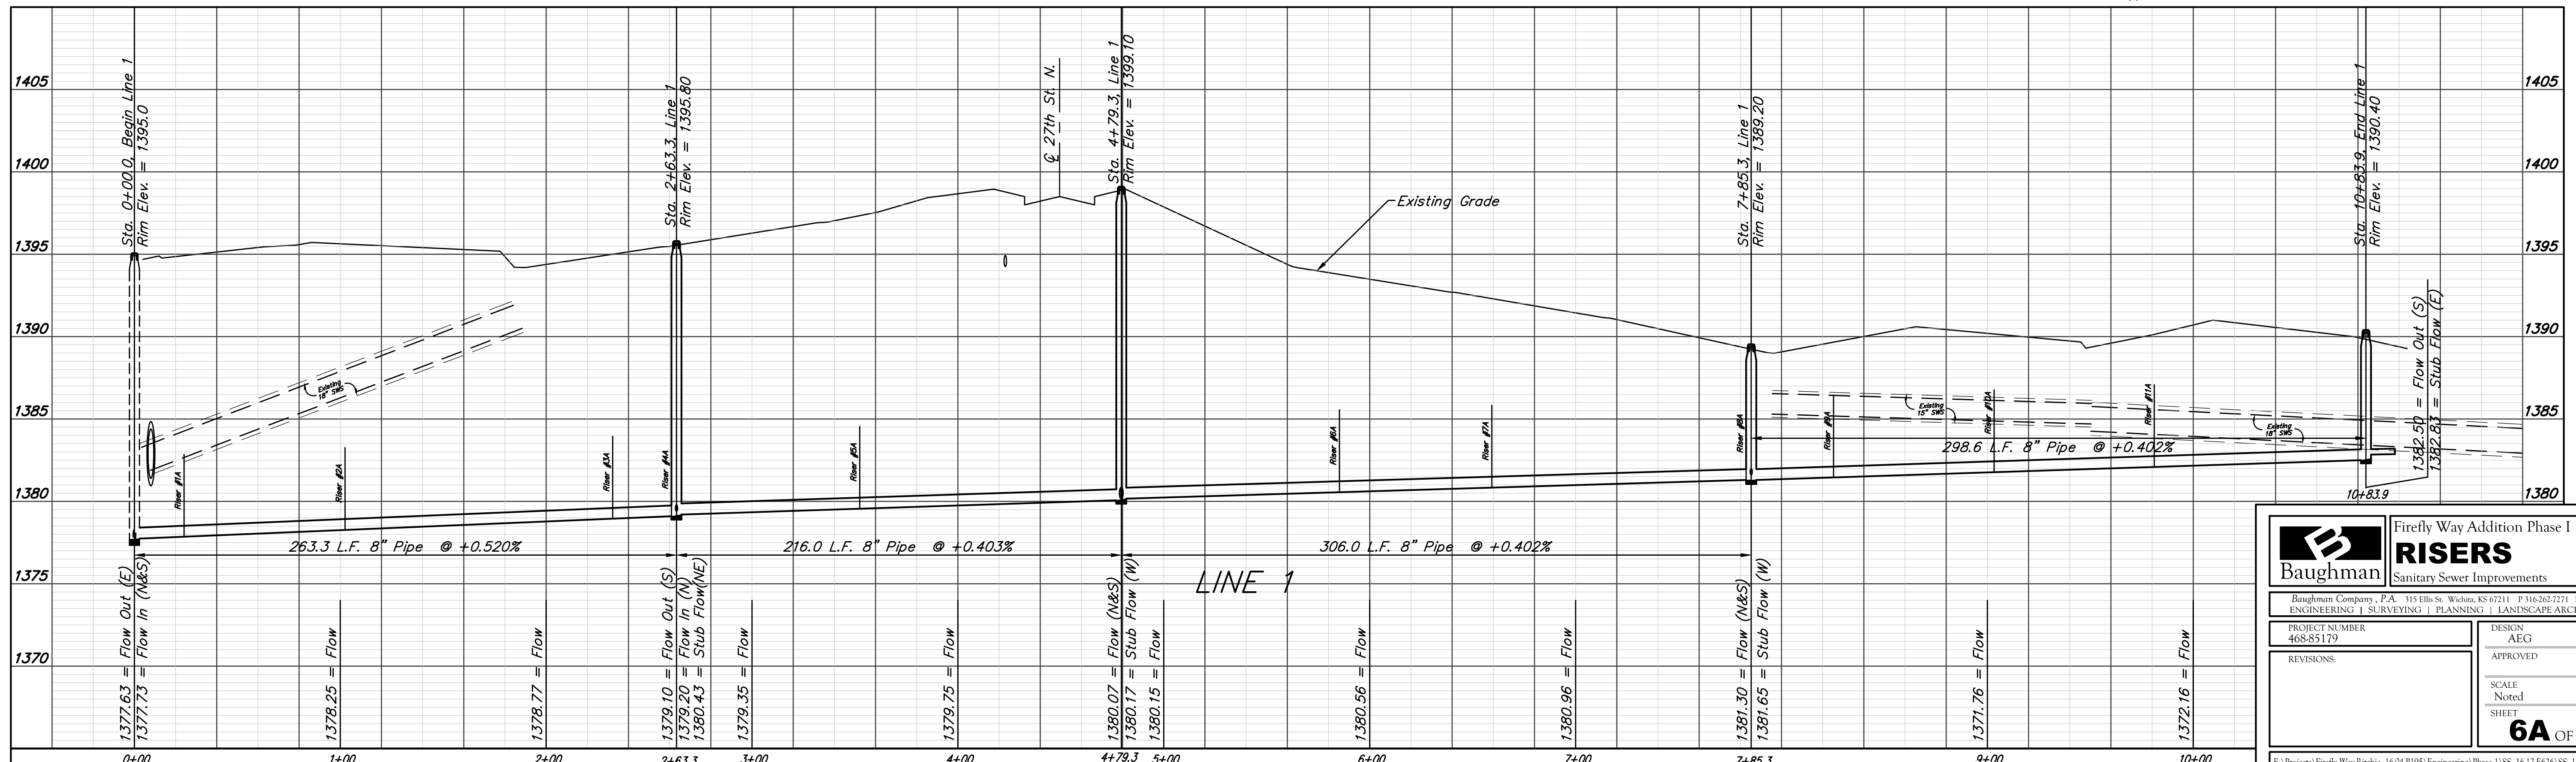 1405
1400
1395
1390
1385
1380
1375
1370
Sta. 0+00.0, Begin Line 1
Rim Elev. = 1395.0
Sta. 2+63.3, Line 1
Rim Elev. = 1395.80
℄ 27th St. N.
Sta. 4+79.3, Line 1
Rim Elev. = 1399.10
Existing Grade
Sta. 7+85.3, Line 1
Rim Elev. = 1389.20
Sta. 10+83.9, End Line 1
Rim Elev. = 1390.40
1405
1400
1395
1390
1385
1380
Existing
18" SWS
Existing
15" SWS
Existing
18" SWS
Riser #1A
Riser #2A
Riser #3A
Riser #4A
Riser #5A
Riser #6A
Riser #7A
Riser #8A
Riser #9A
Riser #10A
Riser #11A
298.6 L.F. 8" Pipe @ +0.402%
1382.50 = Flow Out (S)
1382.83 = Stub Flow (E)
10+83.9
263.3 L.F. 8" Pipe @ +0.520%
216.0 L.F. 8" Pipe @ +0.403%
306.0 L.F. 8" Pipe @ +0.402%
LINE 1
1377.63 = Flow Out (E)
1377.73 = Flow In (N&S)
1378.25 = Flow
1378.77 = Flow
1379.10 = Flow Out (S)
1379.20 = Flow In (N)
1380.43 = Stub Flow(NE)
1379.35 = Flow
1379.75 = Flow
1380.07 = Flow (N&S)
1380.17 = Stub Flow (W)
1380.15 = Flow
1380.56 = Flow
1380.96 = Flow
1381.30 = Flow (N&S)
1381.65 = Stub Flow (W)
1371.76 = Flow
1372.16 = Flow
0+00
1+00
2+00
2+63.3
3+00
4+00
4+79.3
5+00
6+00
7+00
7+85.3
9+00
10+00
B
Baughman
Firefly Way Addition Phase I
RISERS
Sanitary Sewer Improvements
Baughman Company, P.A. 315 Ellis St. Wichita, KS 67211 P 316-262-7271
ENGINEERING | SURVEYING | PLANNING | LANDSCAPE ARC
PROJECT NUMBER
468-85179
DESIGN
AEG
REVISIONS:
APPROVED
SCALE
Noted
SHEET
6A OF